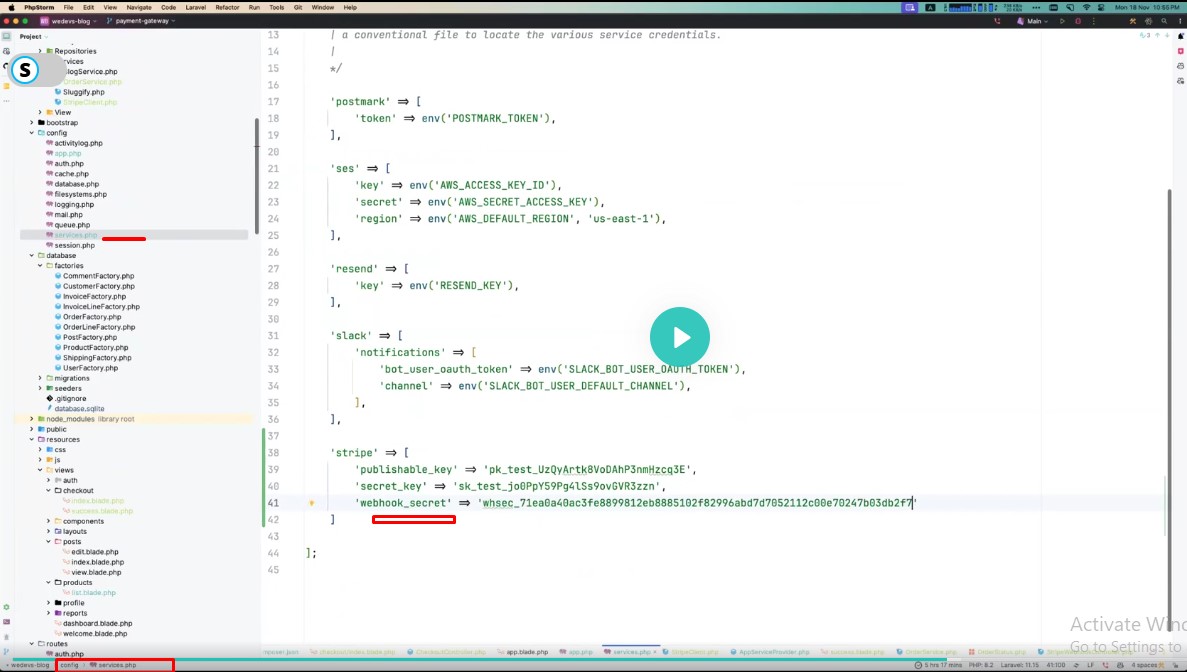 PhpStorm File Edit View Navigate Code Laravel Refactor Run Tools Git Window Help
Mon 18 Nov 10:55 PM
wedevs-blog payment-gateway Main
Project
13 | a conventional file to locate the various service credentials.
14 |
15 */
16
17 'postmark' => [
18 'token' => env('POSTMARK_TOKEN'),
19 ],
20
21 'ses' => [
22 'key' => env('AWS_ACCESS_KEY_ID'),
23 'secret' => env('AWS_SECRET_ACCESS_KEY'),
24 'region' => env('AWS_DEFAULT_REGION', 'us-east-1'),
25 ],
26
27 'resend' => [
28 'key' => env('RESEND_KEY'),
29 ],
30
31 'slack' => [
32 'notifications' => [
33 'bot_user_oauth_token' => env('SLACK_BOT_USER_OAUTH_TOKEN'),
34 'channel' => env('SLACK_BOT_USER_DEFAULT_CHANNEL'),
35 ],
36 ],
37
38 'stripe' => [
39 'publishable_key' => 'pk_test_UzQyArtk8VoDAhP3nmHzcq3E',
40 'secret_key' => 'sk_test_jo0PpY59Pg4lSs9ovGVR3zzn',
41 'webhook_secret' => 'whsec_71ea0a40ac3fe8899812eb8885102f82996abd7d7052112c00e70247b03db2f7'
42 ]
43
44 ];
45
Repositories
S
OrderService.php
Sluggify.php
StripeClient.php
View
bootstrap
config
activitylog.php
app.php
auth.php
cache.php
database.php
filesystems.php
logging.php
mail.php
queue.php
services.php
session.php
database
factories
CommentFactory.php
CustomerFactory.php
InvoiceFactory.php
InvoiceLineFactory.php
OrderFactory.php
OrderLineFactory.php
PostFactory.php
ProductFactory.php
ShippingFactory.php
UserFactory.php
migrations
seeders
.gitignore
database.sqlite
node_modules library root
public
resources
css
js
views
auth
checkout
index.blade.php
success.blade.php
components
layouts
posts
edit.blade.php
index.blade.php
view.blade.php
products
list.blade.php
profile
reports
dashboard.blade.php
welcome.blade.php
routes
auth.php
checkout/index.blade.php app.blade.php app.php services.php StripeClient.php AppServiceProvider.php success.blade.php OrderService.php OrderStatus.php
wedevs-blog config services.php
5 hrs 17 mins PHP: 8.2 Laravel: 11.15 41:100 LF 4 spaces
Activate Wind
Go to Settings to